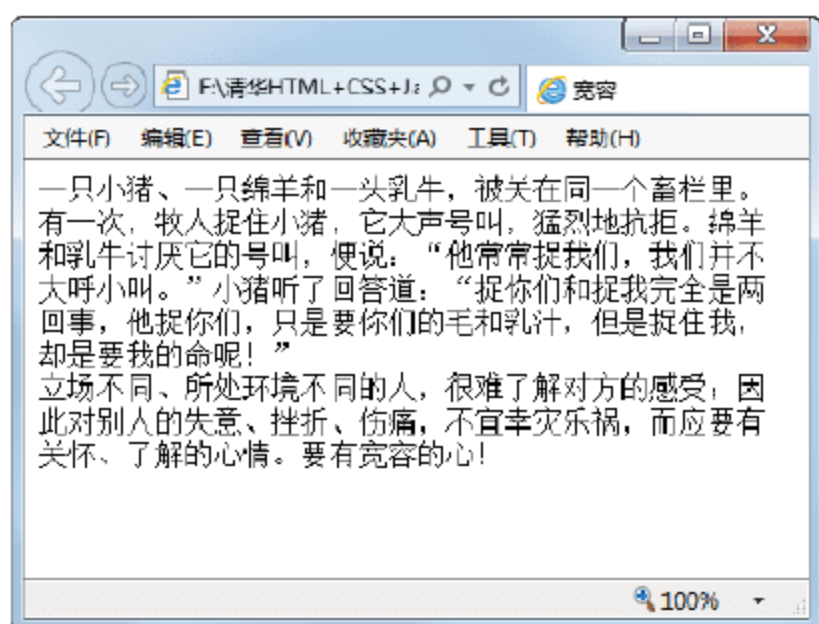 F:\清华HTML+CSS+Ja
宽容
文件(F) 编辑(E) 查看(V) 收藏夹(A) 工具(T) 帮助(H)
一只小猪、一只绵羊和一头乳牛，被关在同一个畜栏里。
有一次，牧人捉住小猪，它大声号叫，猛烈地抗拒。绵羊
和乳牛讨厌它的号叫，便说：“他常常捉我们，我们并不
大呼小叫。”小猪听了回答道：“捉你们和捉我完全是两
回事，他捉你们，只是要你们的毛和乳汁，但是捉住我，
却是要我的命呢！”
立场不同、所处环境不同的人，很难了解对方的感受；因
此对别人的失意、挫折、伤痛，不宜幸灾乐祸，而应要有
关怀、了解的心情。要有宽容的心！
100%